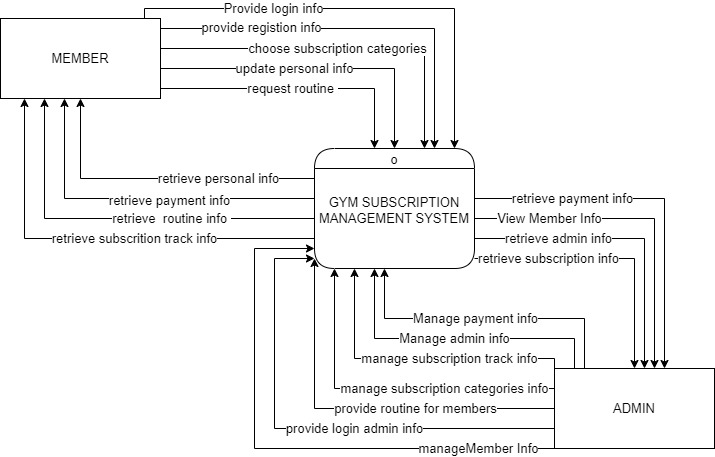 Provide login info
provide registion info
choose subscription categories
MEMBER
update personal info
request routine
o
retrieve personal info
GYM SUBSCRIPTION
MANAGEMENT SYSTEM
retrieve payment info
retrieve payment info
retrieve  routine info
View Member Info
retrieve subscrition track info
retrieve admin info
retrieve subscription info
Manage payment info
Manage admin info
manage subscription track info
manage subscription categories info
provide routine for members
ADMIN
provide login admin info
manageMember Info